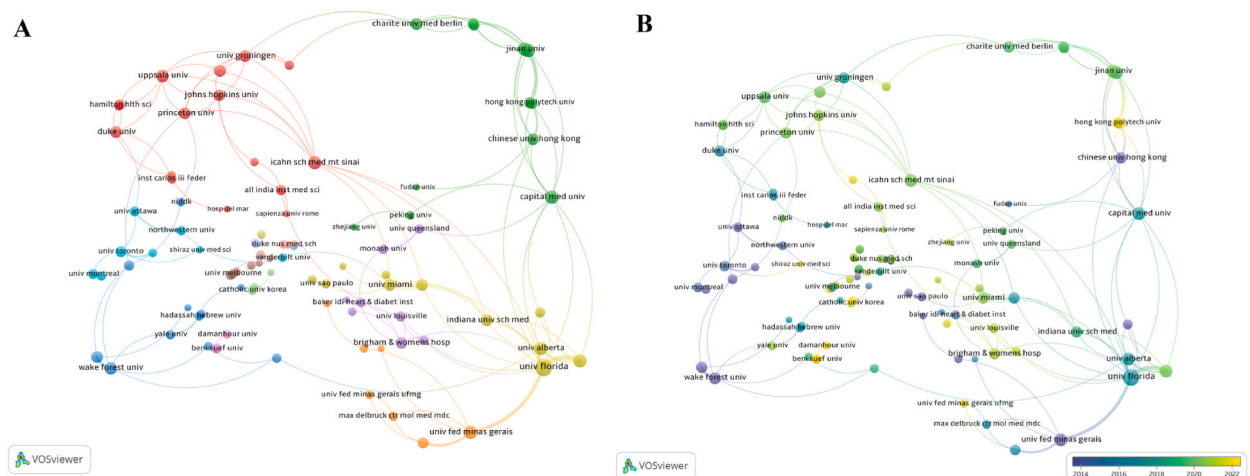 A
charite univ med berlin
jinan univ
univ groningen
uppsala univ
johns hopkins univ
hamilton hlth sci
princeton univ
hong kong polytech univ
duke univ
chinese univ hong kong
icahn sch med mt sinai
inst carlos iii feder
fudan univ
niddk
all india inst med sci
capital med univ
univ ottawa
hosp del mar
sapienza univ rome
peking univ
northwestern univ
zhejiang univ
univ queensland
univ toronto
shiraz univ med sci
duke nus med sch
monash univ
vanderbilt univ
univ montreal
univ melbourne
univ sao paulo
univ miami
catholic univ korea
baker idi heart & diabet inst
hadassah hebrew univ
univ louisville
indiana univ sch med
yale univ
damanhour univ
brigham & womens hosp
beni suef univ
univ alberta
wake forest univ
univ florida
univ fed minas gerais ufmg
max delbruck ctr mol med mdc
univ fed minas gerais
VOSviewer
B
charite univ med berlin
jinan univ
univ groningen
uppsala univ
johns hopkins univ
hamilton hlth sci
princeton univ
hong kong polytech univ
duke univ
chinese univ hong kong
icahn sch med mt sinai
inst carlos iii feder
niddk
all india inst med sci
fudan univ
capital med univ
univ ottawa
hosp del mar
sapienza univ rome
peking univ
northwestern univ
zhejiang univ
univ queensland
univ toronto
shiraz univ med sci
duke nus med sch
monash univ
vanderbilt univ
univ montreal
univ melbourne
univ sao paulo
univ miami
catholic univ korea
baker idi heart & diabet inst
hadassah hebrew univ
univ louisville
indiana univ sch med
yale univ
damanhour univ
brigham & womens hosp
beni suef univ
univ alberta
wake forest univ
univ florida
univ fed minas gerais ufmg
max delbruck ctr mol med mdc
univ fed minas gerais
VOSviewer
2014 2016 2018 2020 2022